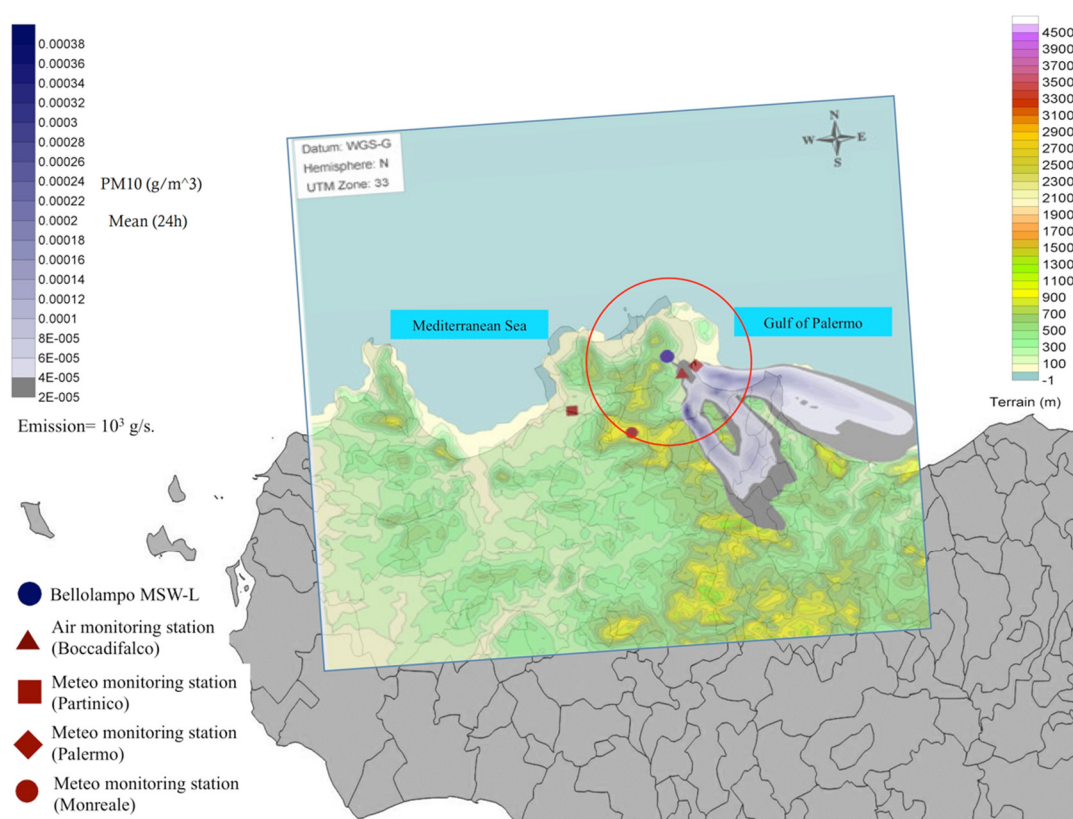 0.00038
0.00036
0.00034
0.00032
0.0003
0.00028
0.00026
0.00024
0.00022
0.0002
0.00018
0.00016
0.00014
0.00012
0.0001
8E-005
6E-005
4E-005
2E-005
PM10 (g/m^3)
Mean (24h)
Emission= 10³ g/s.
Datum: WGS-G
Hemisphere: N
UTM Zone: 33
N
W E
S
Mediterranean Sea
Gulf of Palermo
4500
3900
3700
3300
3100
2900
2700
2300
2100
1900
1700
1500
1300
1100
900
700
500
300
100
-1
Terrain (m)
Bellolampo MSW-L
Air monitoring station
(Boccadifalco)
Meteo monitoring station
(Partinico)
Meteo monitoring station
(Palermo)
Meteo monitoring station
(Monreale)